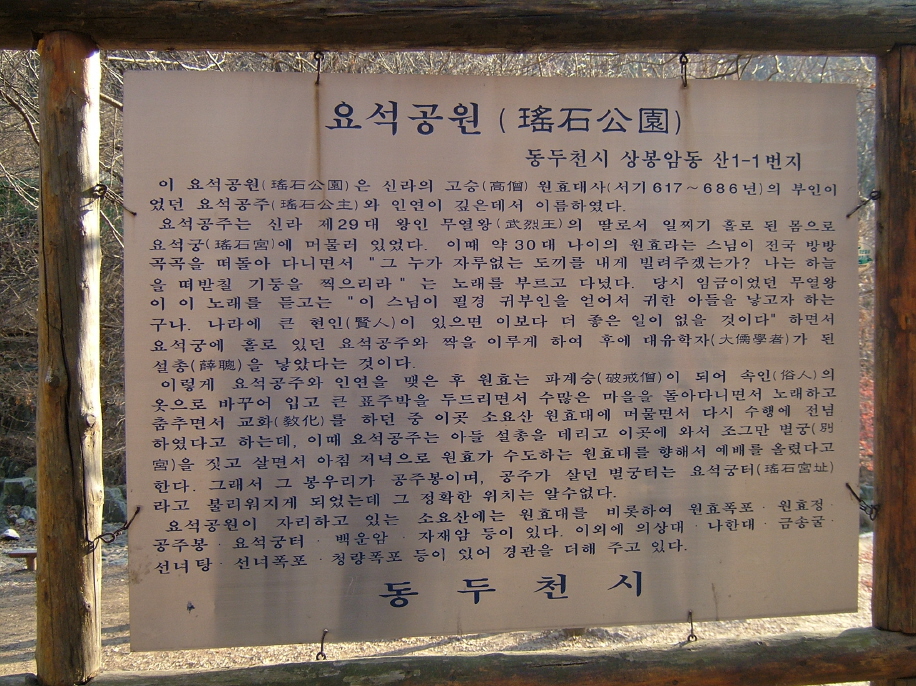 요석공원 (瑤石公園)
동두천시 상봉암동 산1-1번지
이 요석공원(瑤石公園)은 신라의 고승(高僧) 원효대사(서기 617～686년)의 부인이
었던 요석공주(瑤石公主)와 인연이 깊은데서 이름하였다.
요석공주는 신라 제29대 왕인 무열왕(武烈王)의 딸로서 일찌기 홀로 된 몸으로
요석궁(瑤石宮)에 머물러 있었다. 이때 약 30대 나이의 원효라는 스님이 전국 방방
곡곡을 떠돌아 다니면서 "그 누가 자루없는 도끼를 내게 빌려주겠는가? 나는 하늘
을 떠받칠 기둥을 찍으리라" 는 노래를 부르고 다녔다. 당시 임금이었던 무열왕
이 이 노래를 듣고는 "이 스님이 필경 귀부인을 얻어서 귀한 아들을 낳고자 하는
구나. 나라에 큰 현인(賢人)이 있으면 이보다 더 좋은 일이 없을 것이다" 하면서
요석궁에 홀로 있던 요석공주와 짝을 이루게 하여 후에 대유학자(大儒學者)가 된
설총(薛聰)을 낳았다는 것이다.
이렇게 요석공주와 인연을 맺은 후 원효는 파계승(破戒僧)이 되어 속인(俗人)의
옷으로 바꾸어 입고 큰 표주박을 두드리면서 수많은 마을을 돌아다니면서 노래하고
춤추면서 교화(敎化)를 하던 중 이곳 소요산 원효대에 머물면서 다시 수행에 전념
하였다고 하는데, 이때 요석공주는 아들 설총을 데리고 이곳에 와서 조그만 별궁(別
宮)을 짓고 살면서 아침 저녁으로 원효가 수도하는 원효대를 향해서 예배를 올렸다고
한다. 그래서 그 봉우리가 공주봉이며, 공주가 살던 별궁터는 요석궁터(瑤石宮址)
라고 불리워지게 되었는데 그 정확한 위치는 알수없다.
요석공원이 자리하고 있는 소요산에는 원효대를 비롯하여 원효폭포·원효정
공주봉·요석궁터·백운암·자재암 등이 있다. 이외에 의상대·나한대·금송굴·
선녀탕·선녀폭포·청량폭포 등이 있어 경관을 더해 주고 있다.
동두천시